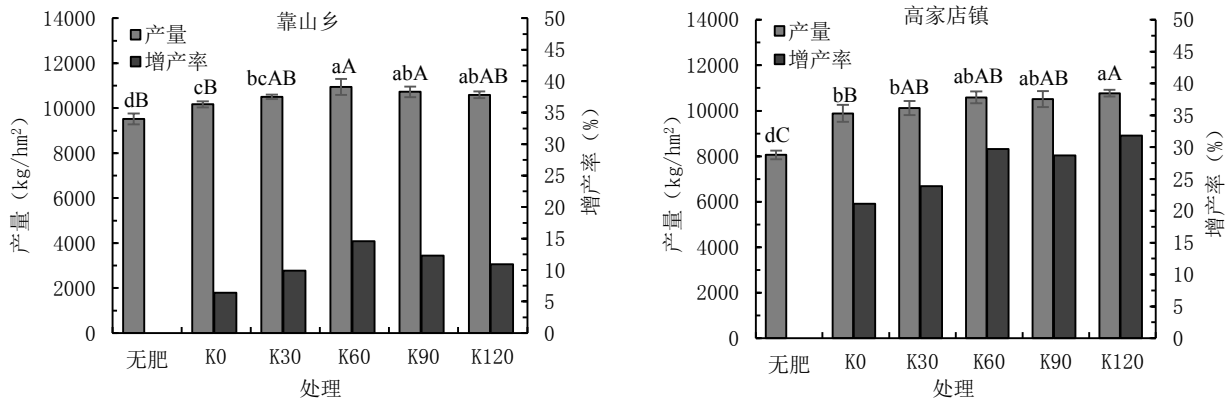 靠山乡
产量
增产率
14000
12000
10000
8000
6000
4000
2000
0
产量（kg/hm²）
50
45
40
35
30
25
20
15
10
5
0
增产率（%）
dB
cB
bcAB
aA
abA
abAB
无肥 K0 K30 K60 K90 K120
处理
高家店镇
产量
增产率
14000
12000
10000
8000
6000
4000
2000
0
产量（kg/hm²）
50
45
40
35
30
25
20
15
10
5
0
增产率（%）
dC
bB
bAB
abAB
abAB
aA
无肥 K0 K30 K60 K90 K120
处理